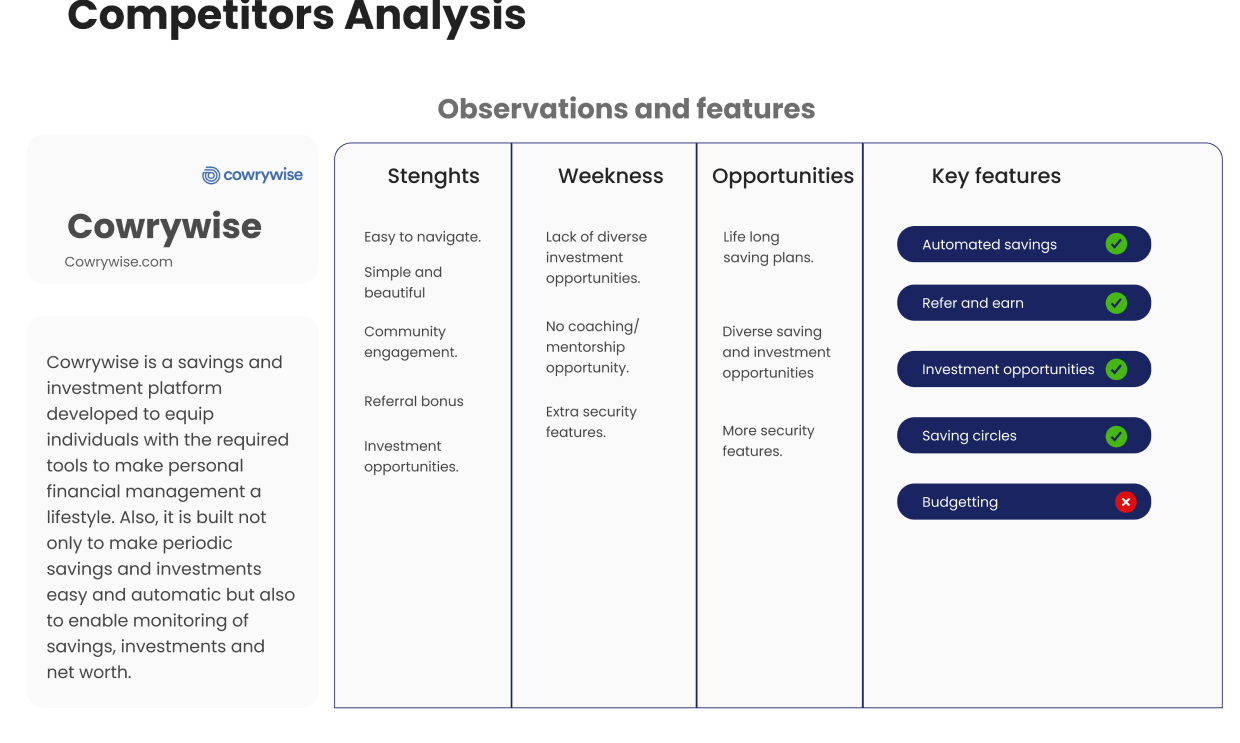 Competitors Analysis
Observations and features
cowrywise
Cowrywise
Cowrywise.com
Cowrywise is a savings and
investment platform
developed to equip
individuals with the required
tools to make personal
financial management a
lifestyle. Also, it is built not
only to make periodic
savings and investments
easy and automatic but also
to enable monitoring of
savings, investments and
net worth.
Stenghts
Easy to navigate.
Simple and
beautiful
Community
engagement.
Referral bonus
Investment
opportunities.
Weekness
Lack of diverse
investment
opportunities.
No coaching/
mentorship
opportunity.
Extra security
features.
Opportunities
Life long
saving plans.
Diverse saving
and investment
opportunities
More security
features.
Key features
Automated savings
Refer and earn
Investment opportunities
Saving circles
Budgetting